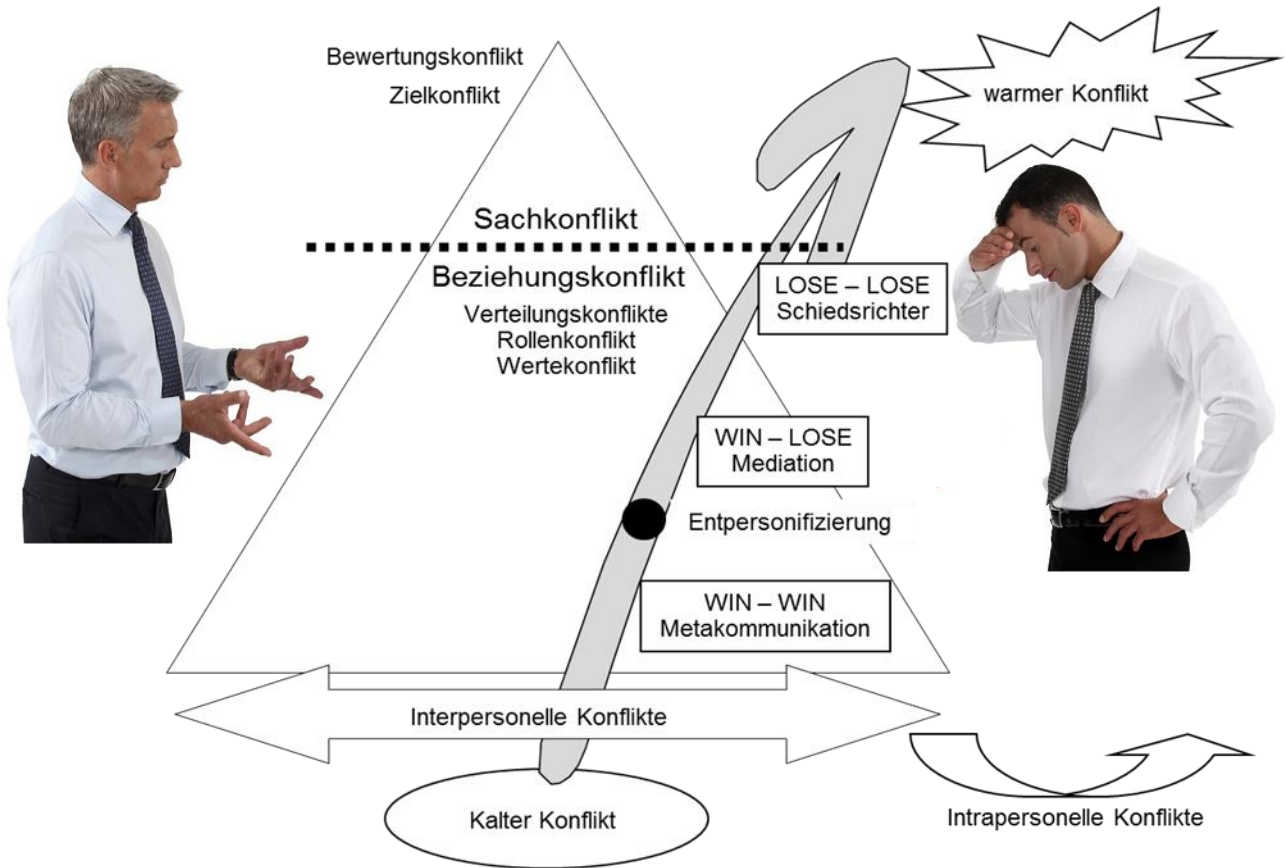 Bewertungskonflikt
Zielkonflikt
warmer Konflikt
Sachkonflikt
Beziehungskonflikt
Verteilungskonflikte
Rollenkonflikt
Wertekonflikt
LOSE – LOSE
Schiedsrichter
WIN – LOSE
Mediation
Entpersonifizierung
WIN – WIN
Metakommunikation
Interpersonelle Konflikte
Kalter Konflikt
Intrapersonelle Konflikte